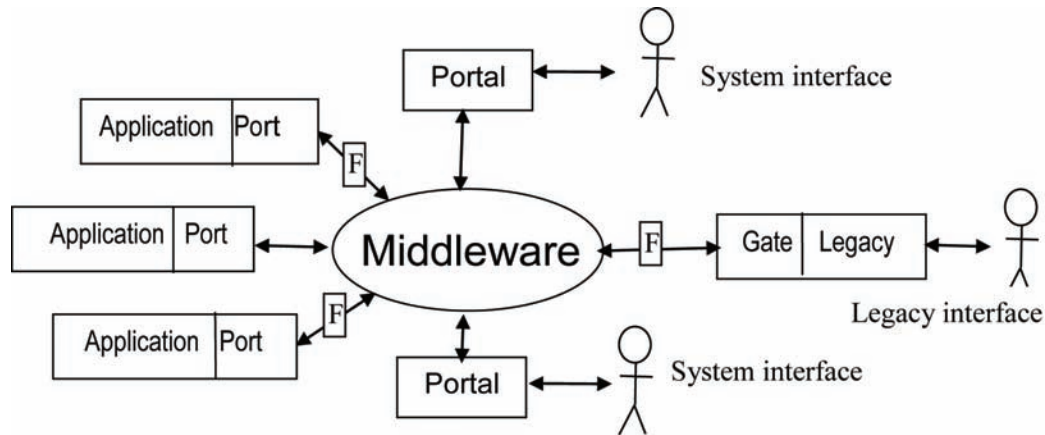 Portal
System interface
Application Port
F
Application Port
Middleware
F
Gate Legacy
F
Application Port
Legacy interface
Portal
System interface